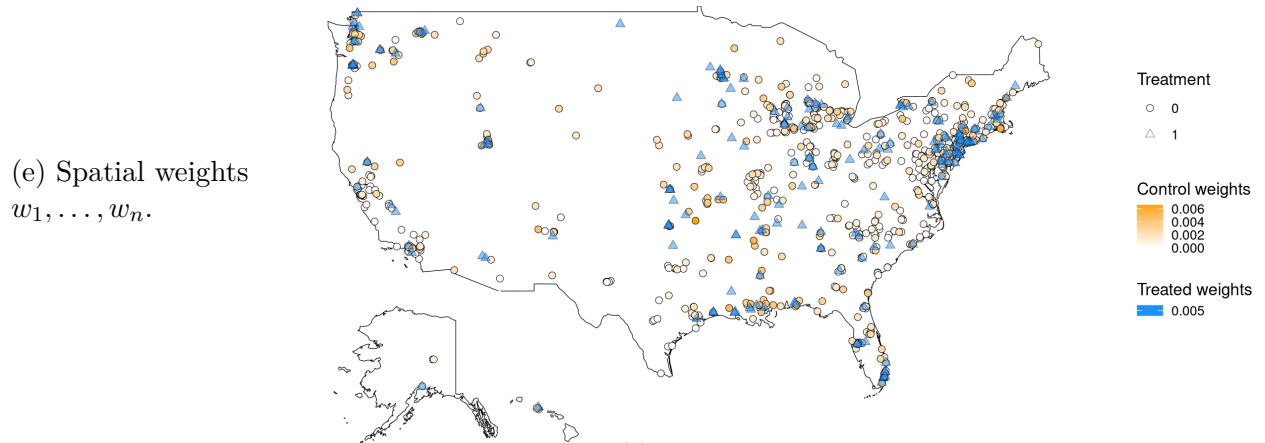 (e) Spatial weights
w₁, . . . , wₙ.
Treatment
0
1
Control weights
0.006
0.004
0.002
0.000
Treated weights
0.005